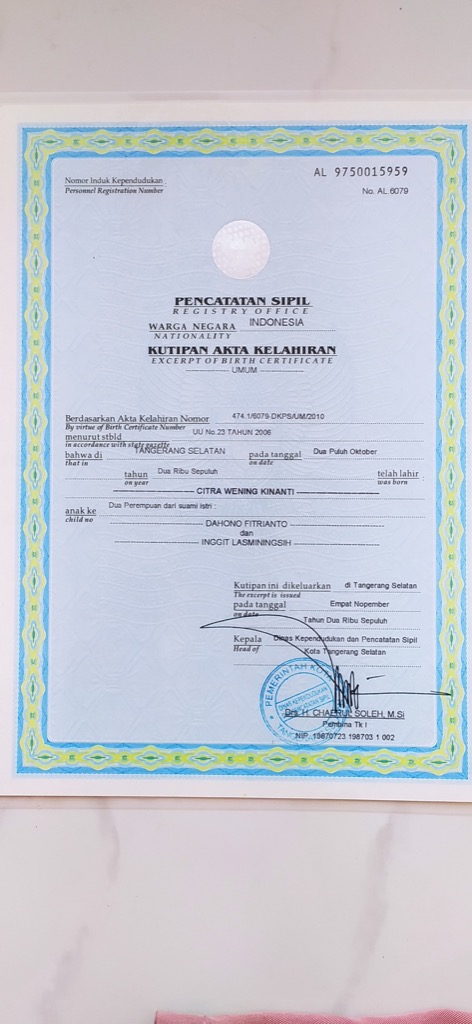 AL 9750015959
Nomor Induk Kependudukan
Personnel Registration Number
No. AL.6079
PENCATATAN SIPIL
REGISTRY OFFICE
WARGA NEGARA INDONESIA
NATIONALITY
KUTIPAN AKTA KELAHIRAN
EXCERPT OF BIRTH CERTIFICATE
UMUM
Berdasarkan Akta Kelahiran Nomor 474.1/6079-DKPS/UM/2010
By virtue of Birth Certificate Number
menurut stbld UU No.23 TAHUN 2006
in accordance with state gazette
bahwa di TANGERANG SELATAN pada tanggal Dua Puluh Oktober
that in on date
tahun Dua Ribu Sepuluh telah lahir :
on year was born
CITRA WENING KINANTI
anak ke Dua Perempuan dari suami istri :
child no
DAHONO FITRIANTO
dan
INGGIT LASMININGSIH
Kutipan ini dikeluarkan di Tangerang Selatan
The excerpt is issued
pada tanggal Empat Nopember
on date
Tahun Dua Ribu Sepuluh
Kepala Dinas Kependudukan dan Pencatatan Sipil
Head of Kota Tangerang Selatan
PEMERINTAH KOTA
DINAS KEPENDUDUKAN
Drs. H. CHAERUL SOLEH, M.Si
Pembina Tk I
NIP. 19670723 198703 1 002